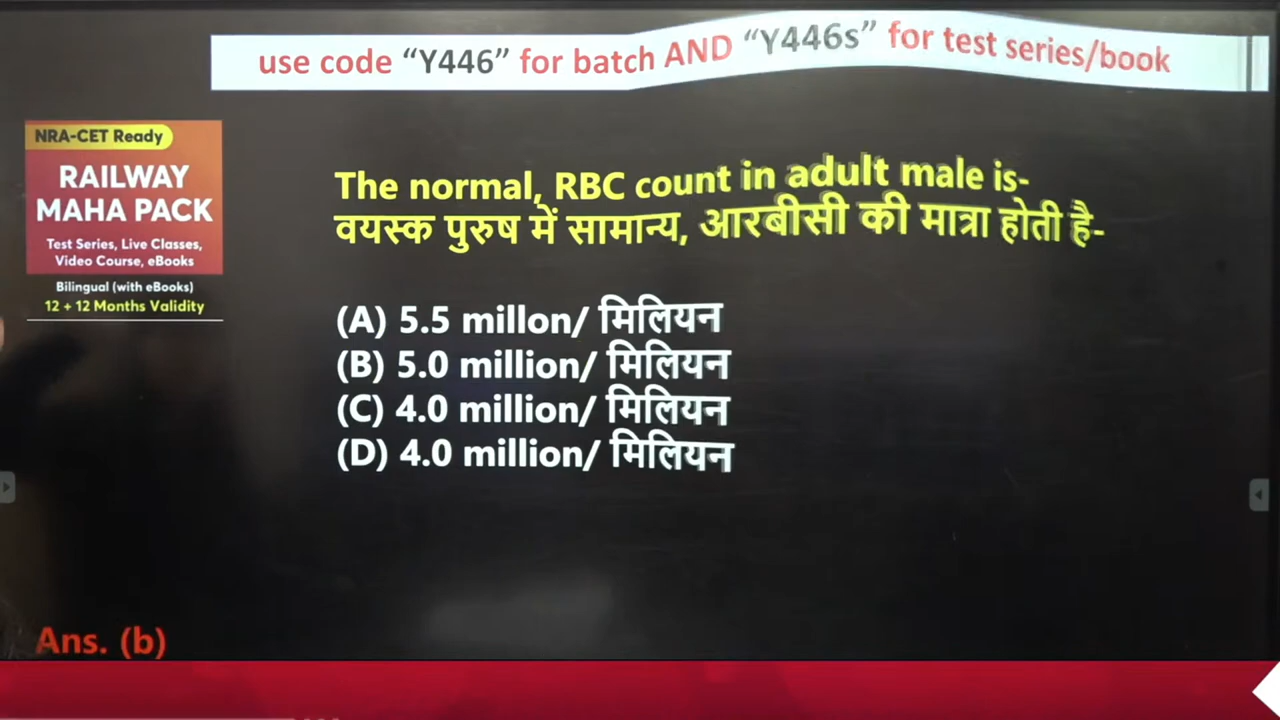 use code “Y446” for batch AND “Y446s” for test series/book
NRA-CET Ready
RAILWAY
MAHA PACK
Test Series, Live Classes,
Video Course, eBooks
Bilingual (with eBooks)
12 + 12 Months Validity
The normal, RBC count in adult male is-
वयस्क पुरुष में सामान्य, आरबीसी की मात्रा होती है-
(A) 5.5 millon/ मिलियन
(B) 5.0 million/ मिलियन
(C) 4.0 million/ मिलियन
(D) 4.0 million/ मिलियन
Ans. (b)